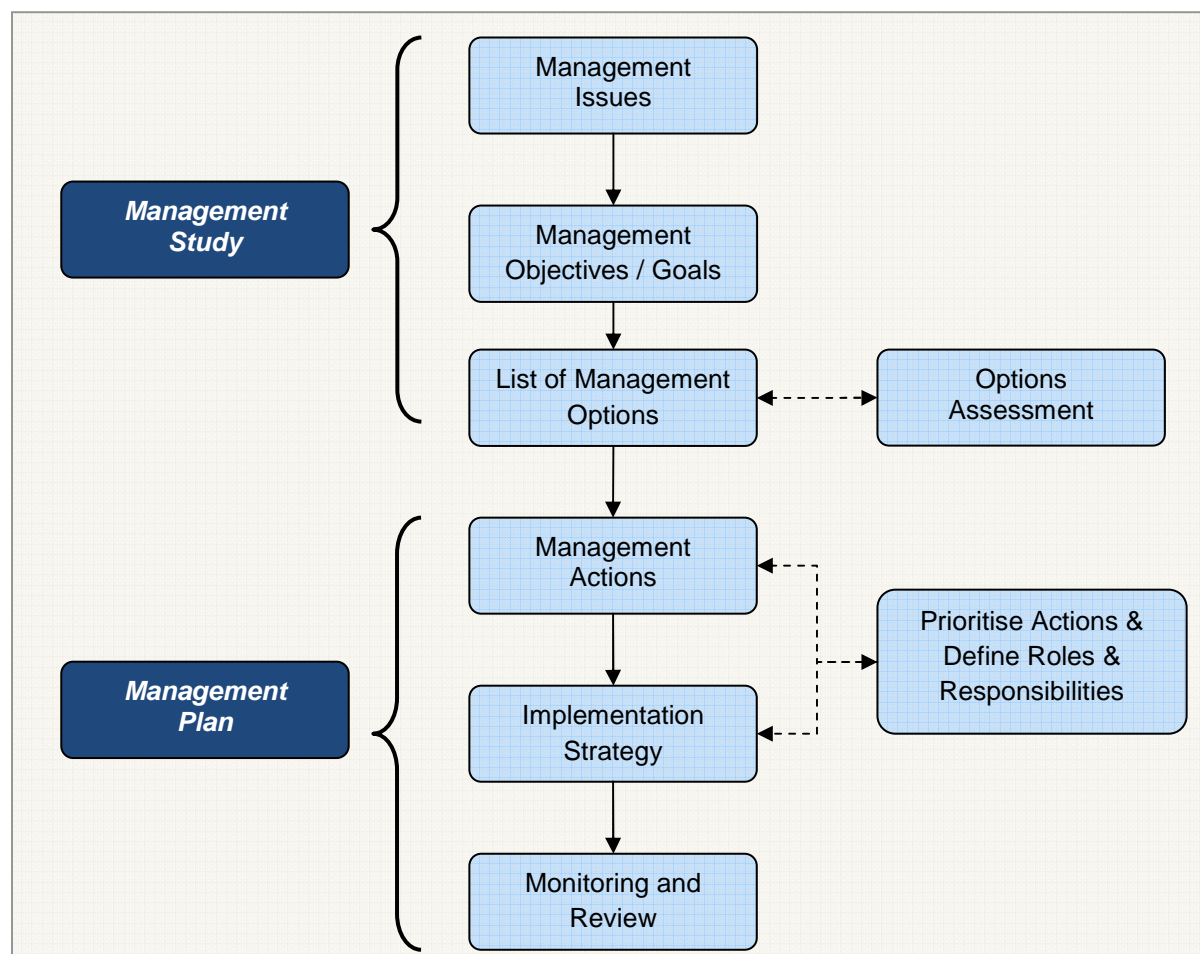 Management
Issues
Management
Study
Management
Objectives / Goals
List of Management
Options
Options
Assessment
Management
Actions
Prioritise Actions &
Define Roles &
Responsibilities
Management
Plan
Implementation
Strategy
Monitoring and
Review